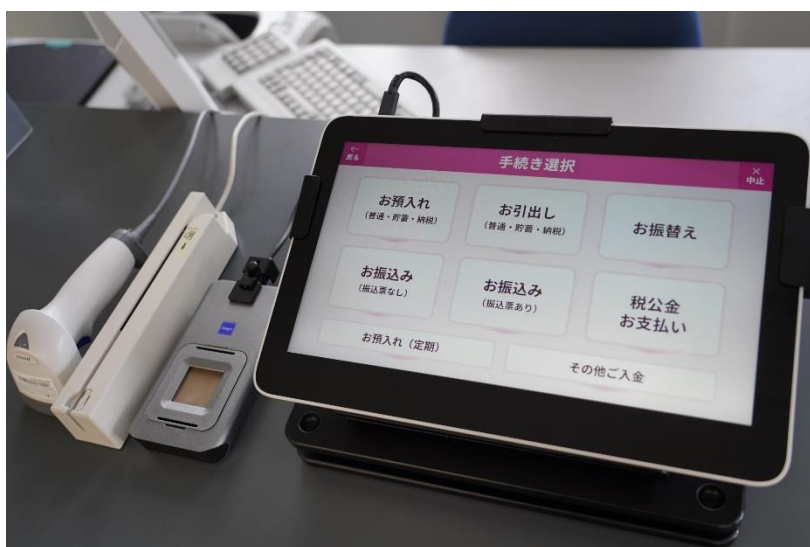 ←
戻る
手続き選択
×
中止
お預入れ
(普通・貯蓄・納税)
お引出し
(普通・貯蓄・納税)
お振替え
お振込み
(振込票なし)
お振込み
(振込票あり)
税公金
お支払い
お預入れ(定期)
その他ご入金